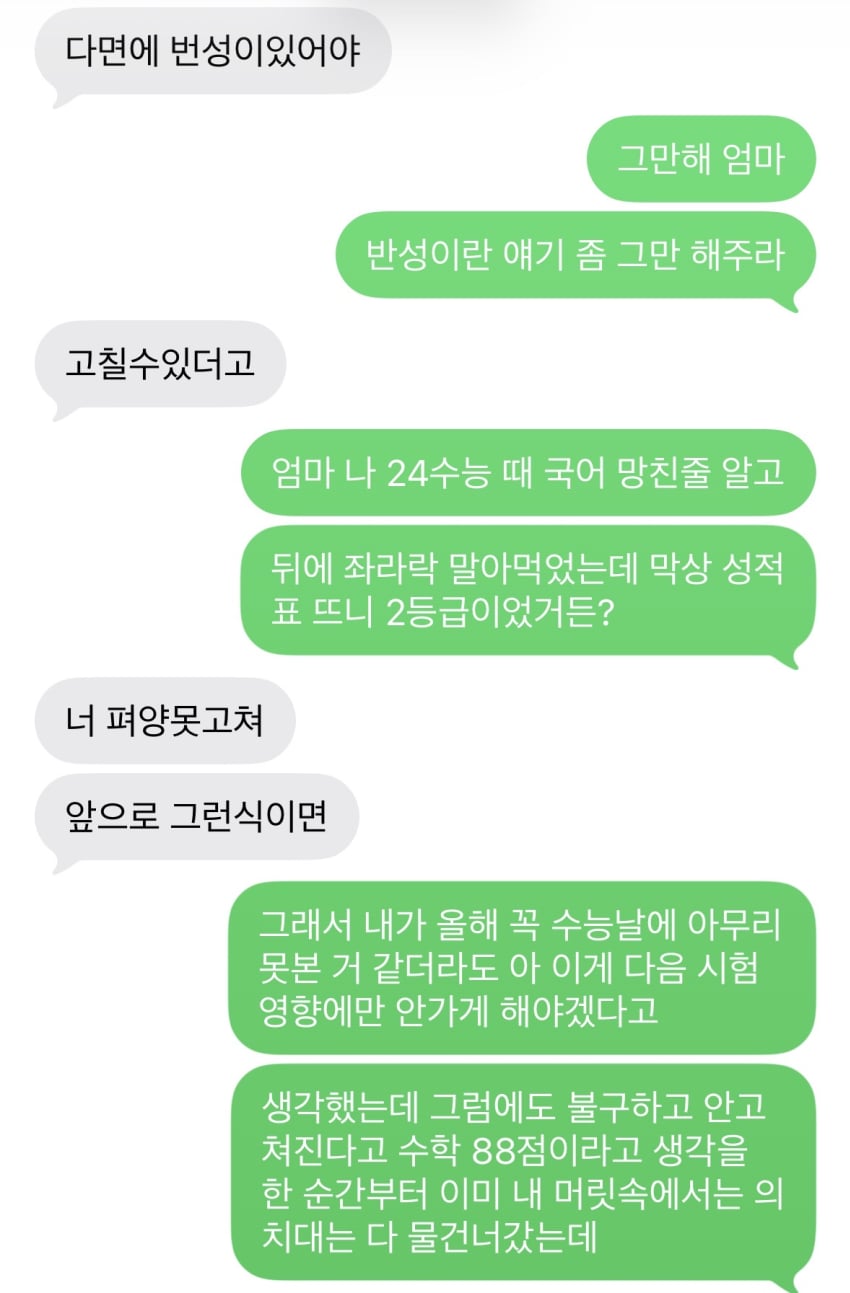 다면에 번성이있어야
그만해 엄마
반성이란 얘기 좀 그만 해주라
고칠수있더고
엄마 나 24수능 때 국어 망친줄 알고
뒤에 좌라락 말아먹었는데 막상 성적
표 뜨니 2등급이었거든?
너 펴양못고쳐
앞으로 그런식이면
그래서 내가 올해 꼭 수능날에 아무리
못본 거 같더라도 아 이게 다음 시험
영향에만 안가게 해야겠다고
생각했는데 그럼에도 불구하고 안고
쳐진다고 수학 88점이라고 생각을
한 순간부터 이미 내 머릿속에서는 의
치대는 다 물건너갔는데